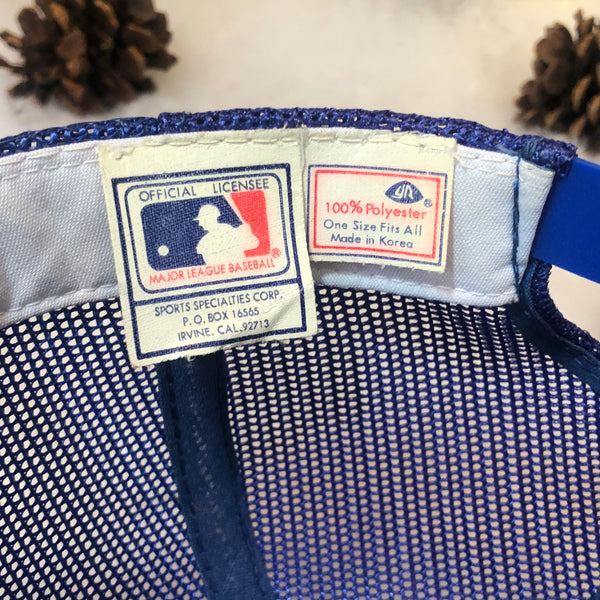 OFFICIAL LICENSEE
MAJOR LEAGUE BASEBALL®
SPORTS SPECIALTIES CORP.
P.O. BOX 16565
IRVINE, CAL. 92713
®
100% Polyester
One Size Fits All
Made in Korea